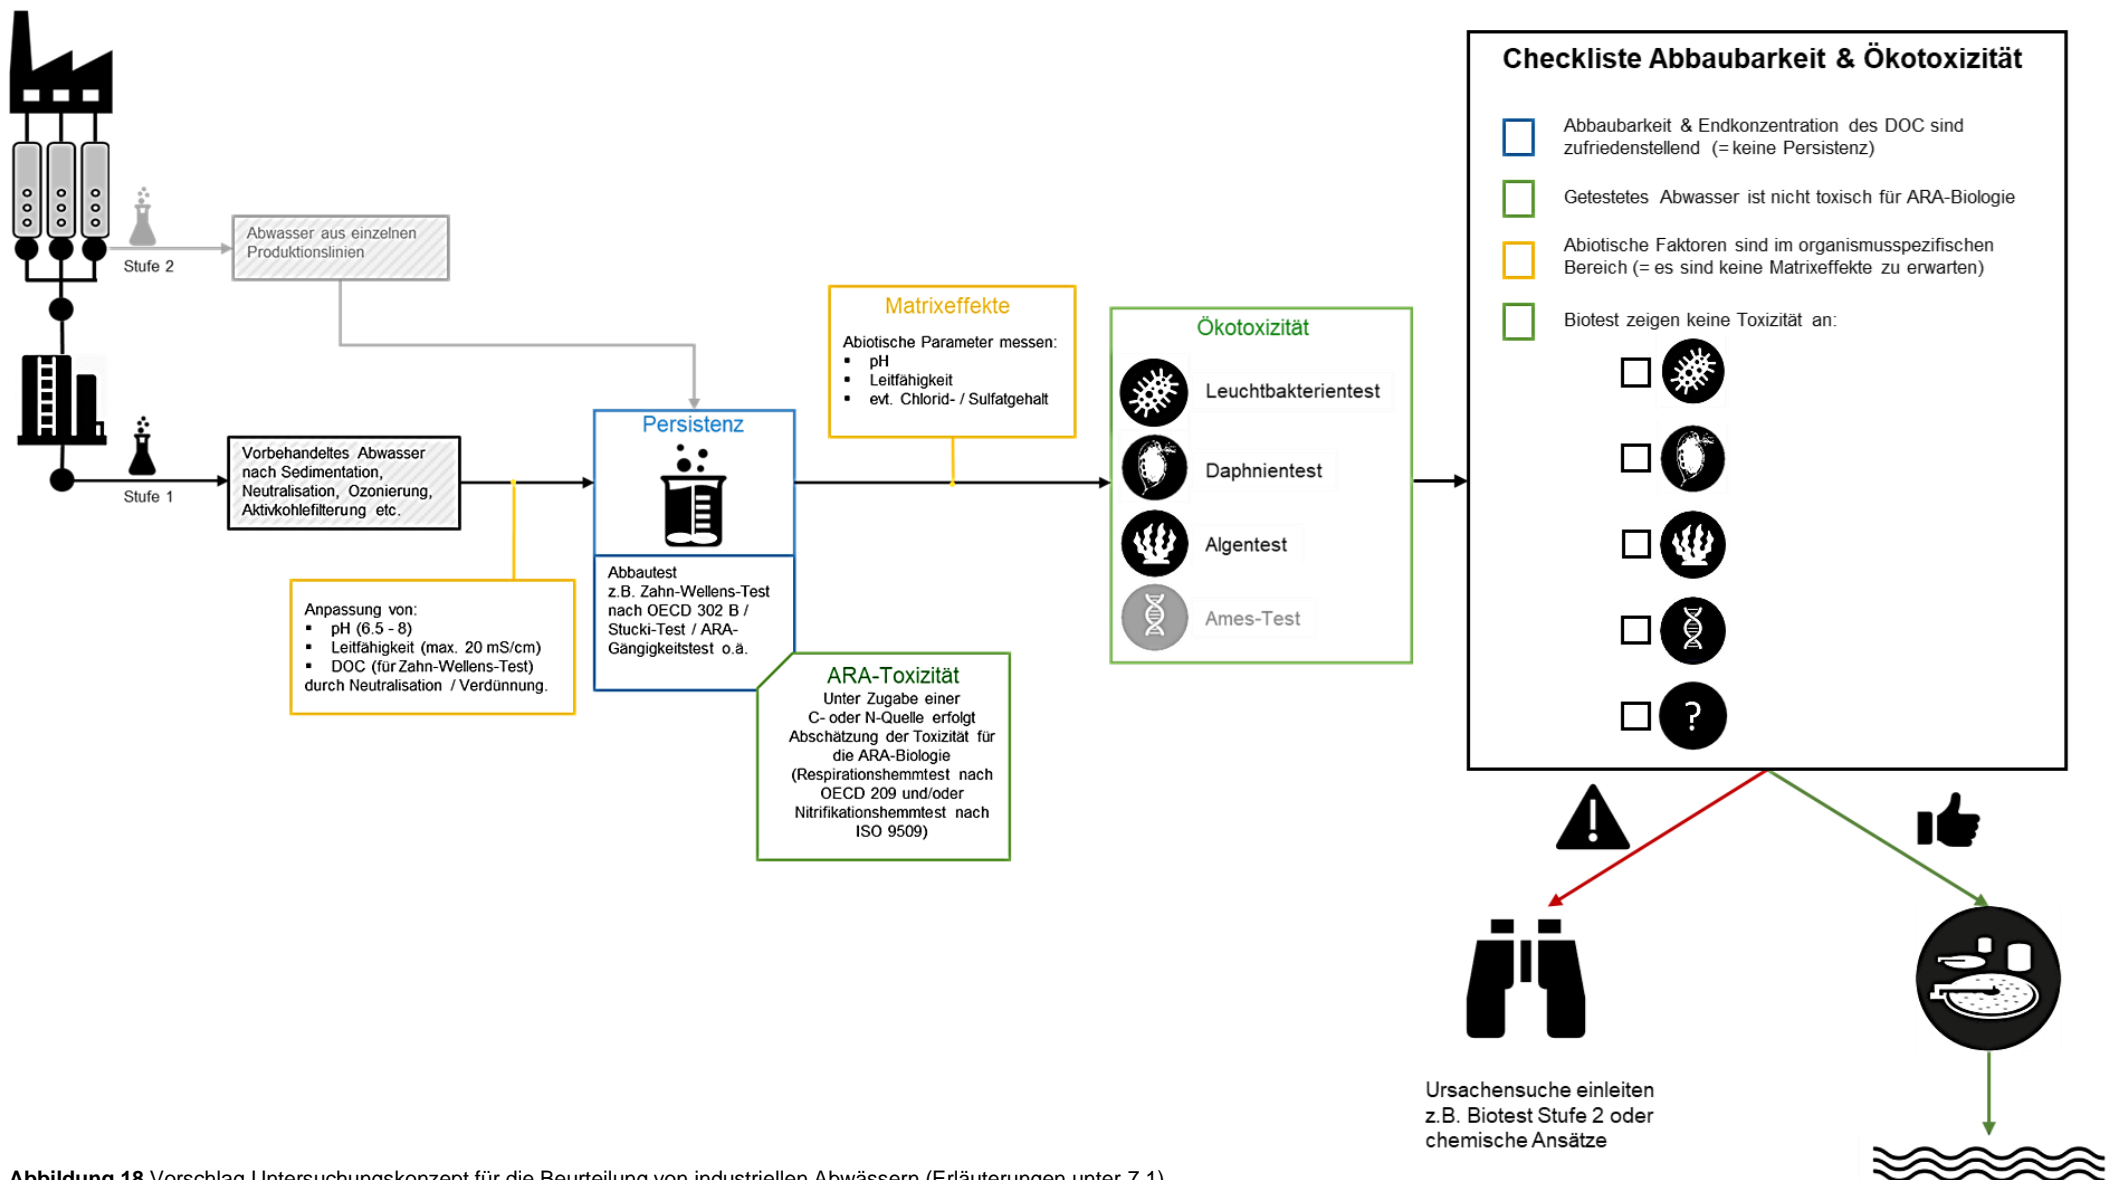 Stufe 2
Abwasser aus einzelnen
Produktionslinien
Stufe 1
Vorbehandeltes Abwasser
nach Sedimentation,
Neutralisation, Ozonierung,
Aktivkohlefilterung etc.
Anpassung von:
▪ pH (6.5 - 8)
▪ Leitfähigkeit (max. 20 mS/cm)
▪ DOC (für Zahn-Wellens-Test)
durch Neutralisation / Verdünnung.
Persistenz
Abbautest
z.B. Zahn-Wellens-Test
nach OECD 302 B /
Stucki-Test / ARA-
Gängigkeitstest o.ä.
ARA-Toxizität
Unter Zugabe einer
C- oder N-Quelle erfolgt
Abschätzung der Toxizität für
die ARA-Biologie
(Respirationshemmtest nach
OECD 209 und/oder
Nitrifikationshemmtest nach
ISO 9509)
Matrixeffekte
Abiotische Parameter messen:
▪ pH
▪ Leitfähigkeit
▪ evt. Chlorid- / Sulfatgehalt
Ökotoxizität
Leuchtbakterientest
Daphnientest
Algentest
Ames-Test
Checkliste Abbaubarkeit & Ökotoxizität
Abbaubarkeit & Endkonzentration des DOC sind
zufriedenstellend (= keine Persistenz)
Getestetes Abwasser ist nicht toxisch für ARA-Biologie
Abiotische Faktoren sind im organismusspezifischen
Bereich (= es sind keine Matrixeffekte zu erwarten)
Biotest zeigen keine Toxizität an:
?
!
Ursachensuche einleiten
z.B. Biotest Stufe 2 oder
chemische Ansätze
Abbildung 18 Vorschlag Untersuchungskonzept für die Beurteilung von industriellen Abwässern (Erläuterungen unter 7.1)